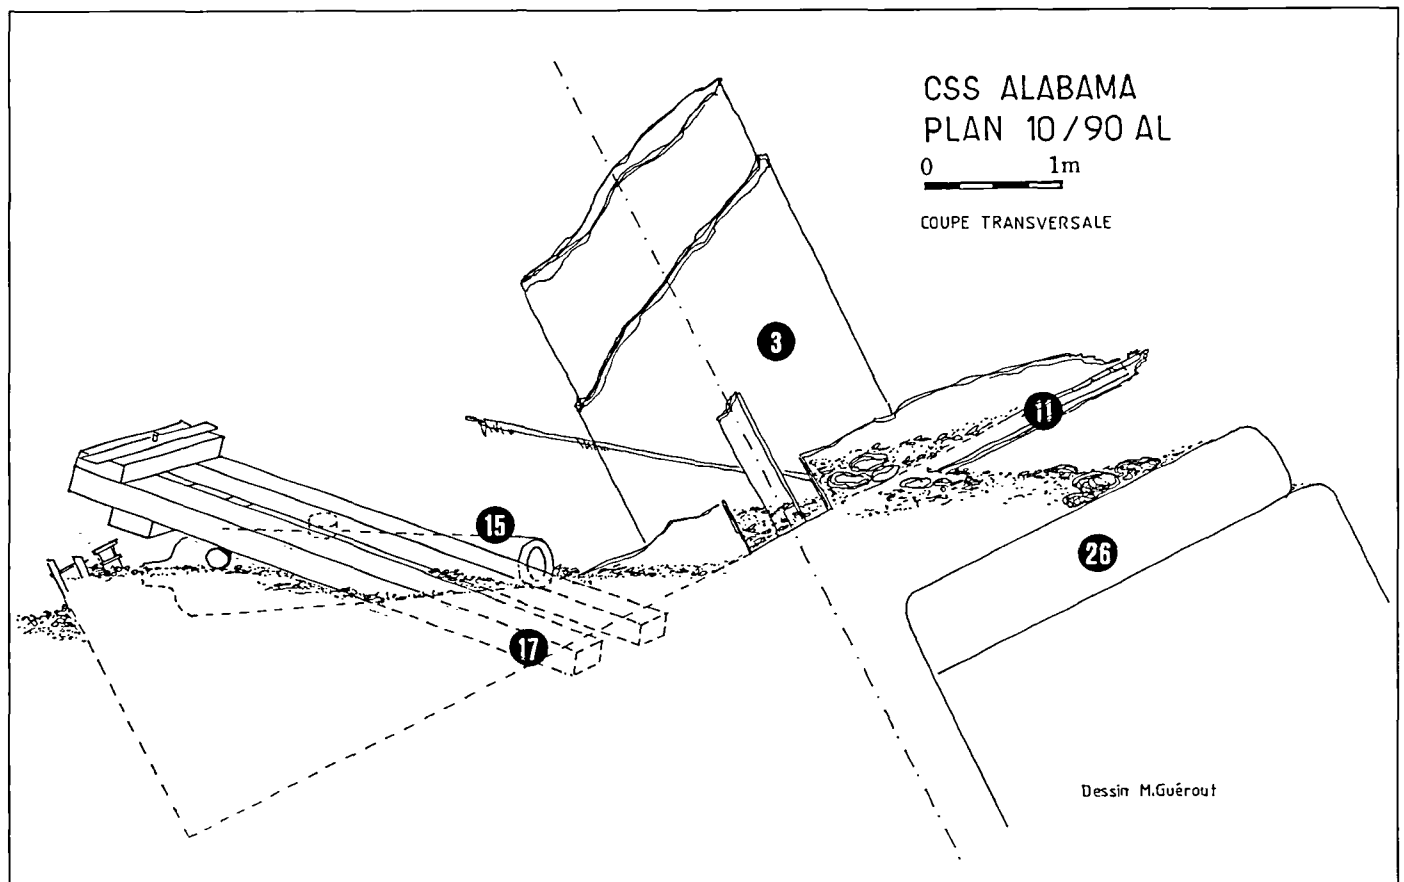 CSS ALABAMA
PLAN 10/90 AL
0 1m
COUPE TRANSVERSALE
3
11
15
26
17
Dessin M.Guérout